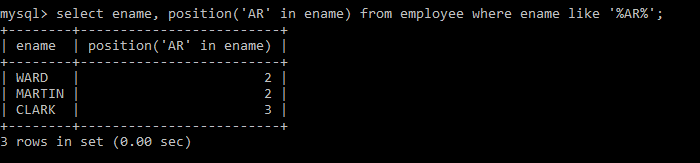 mysql> select ename, position('AR' in ename) from employee where ename like '%AR%';
+--------+-------------------------+
| ename  | position('AR' in ename) |
+--------+-------------------------+
| WARD   |                       2 |
| MARTIN |                       2 |
| CLARK  |                       3 |
+--------+-------------------------+
3 rows in set (0.00 sec)